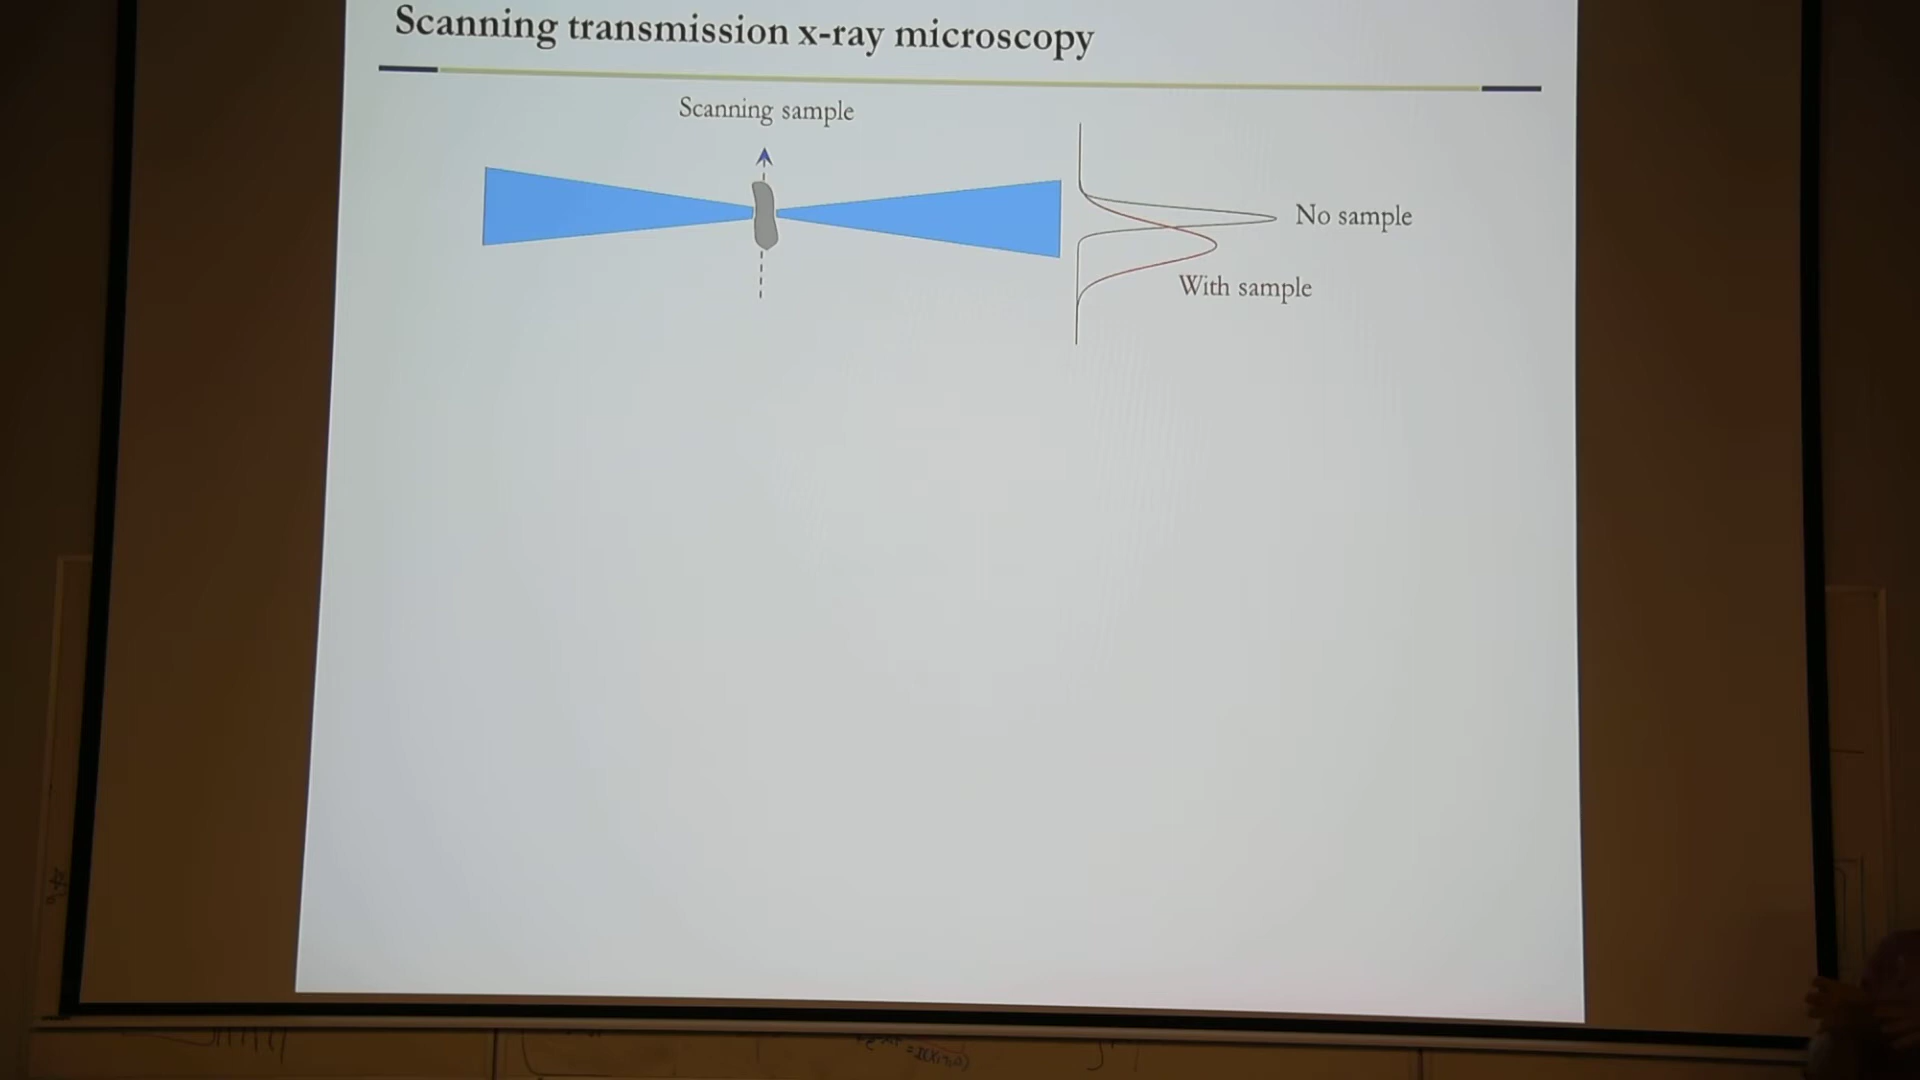 Scanning transmission x-ray microscopy
Scanning sample
No sample
With sample